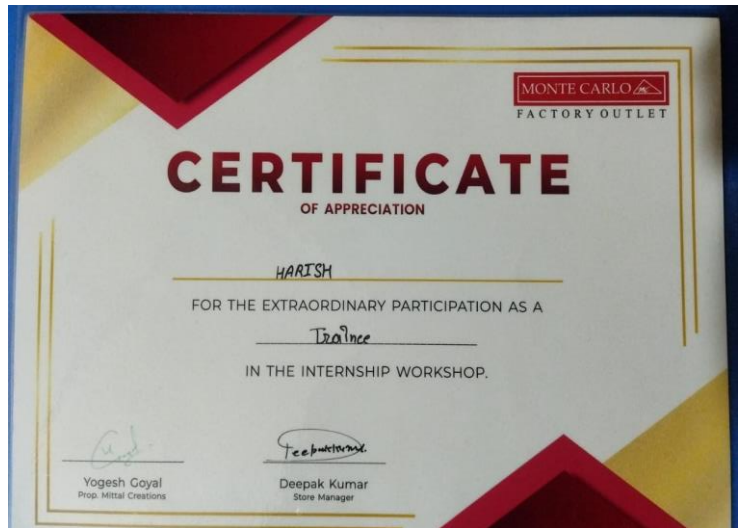 MONTE CARLO
FACTORY OUTLET
CERTIFICATE
OF APPRECIATION
HARISH
FOR THE EXTRAORDINARY PARTICIPATION AS A
Trainee
IN THE INTERNSHIP WORKSHOP.
Yogesh Goyal
Prop. Mittal Creations
Deepak Kumar
Store Manager